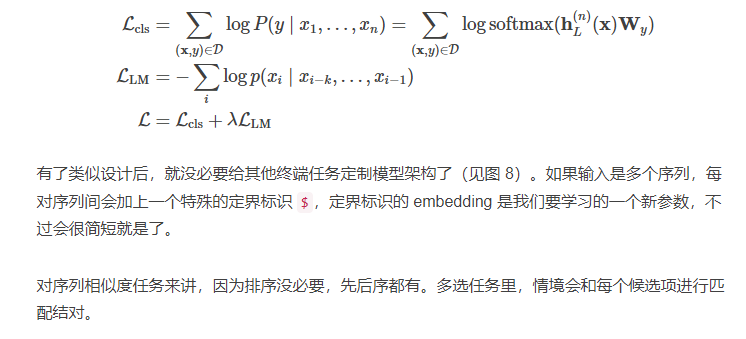 $\mathcal{L}_{\text{cls}} = \sum_{(\mathbf{x},y)\in\mathcal{D}} \log P(y \mid x_1, \ldots, x_n) = \sum_{(\mathbf{x},y)\in\mathcal{D}} \log \text{softmax}(\mathbf{h}_L^{(n)}(\mathbf{x})\mathbf{W}_y)$
$\mathcal{L}_{\text{LM}} = -\sum_i \log p(x_i \mid x_{i-k}, \ldots, x_{i-1})$
$\mathcal{L} = \mathcal{L}_{\text{cls}} + \lambda \mathcal{L}_{\text{LM}}$
有了类似设计后，就没必要给其他终端任务定制模型架构了（见图 8）。如果输入是多个序列，每
对序列间会加上一个特殊的定界标识 $，定界标识的 embedding 是我们要学习的一个新参数，不
过会很简短就是了。
对序列相似度任务来讲，因为排序没必要，先后序都有。多选任务里，情境会和每个候选项进行匹
配结对。